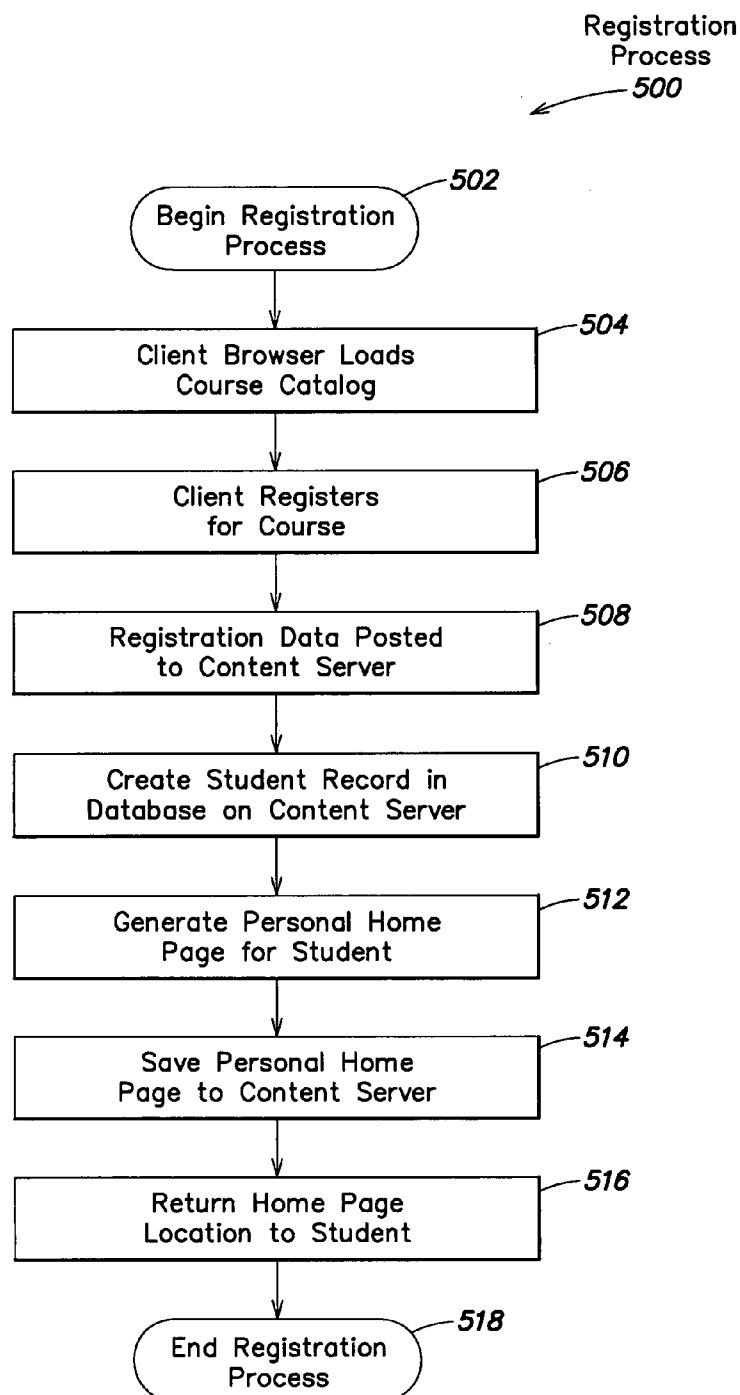 Registration
Process
500
502
Begin Registration
Process
504
Client Browser Loads
Course Catalog
506
Client Registers
for Course
508
Registration Data Posted
to Content Server
510
Create Student Record in
Database on Content Server
512
Generate Personal Home
Page for Student
514
Save Personal Home
Page to Content Server
516
Return Home Page
Location to Student
518
End Registration
Process